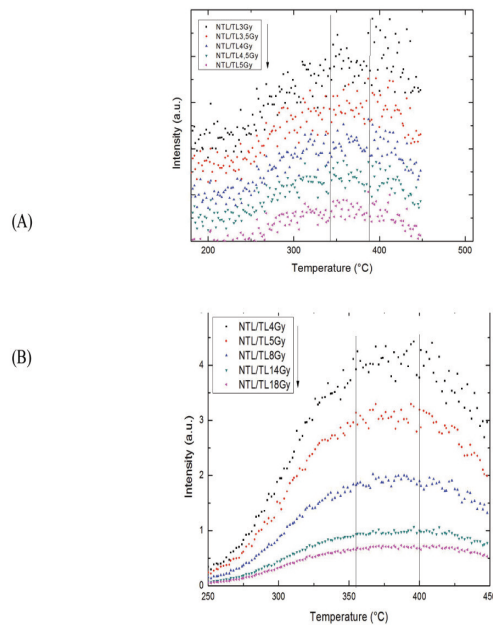 (A)
NTL/TL3Gy
NTL/TL3,5Gy
NTL/TL4Gy
NTL/TL4,5Gy
NTL/TL5Gy
Intensity (a.u.)
200 300 400 500
Temperature (°C)
(B)
NTL/TL4Gy
NTL/TL5Gy
NTL/TL8Gy
NTL/TL14Gy
NTL/TL18Gy
Intensity (a.u.)
4
3
2
1
0
250 300 350 400 450
Temperature (°C)